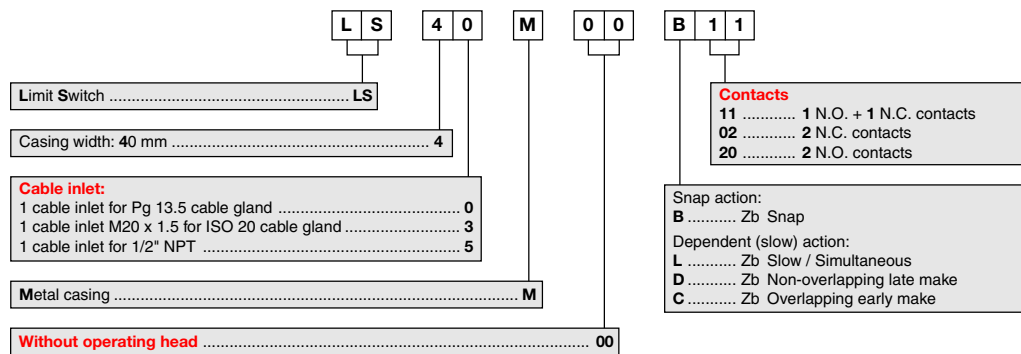 L S 4 0 M 0 0 B 1 1
Limit Switch ........................................................ LS
Casing width: 40 mm ............................................................ 4
Cable inlet:
1 cable inlet for Pg 13.5 cable gland ............................................ 0
1 cable inlet M20 x 1.5 for ISO 20 cable gland ........................... 3
1 cable inlet for 1/2" NPT .............................................................. 5
Metal casing ................................................................................................ M
Without operating head ............................................................................................ 00
Contacts
11 ............ 1 N.O. + 1 N.C. contacts
02 ............ 2 N.C. contacts
20 ............ 2 N.O. contacts
Snap action:
B ........... Zb Snap
Dependent (slow) action:
L ........... Zb Slow / Simultaneous
D ........... Zb Non-overlapping late make
C ........... Zb Overlapping early make